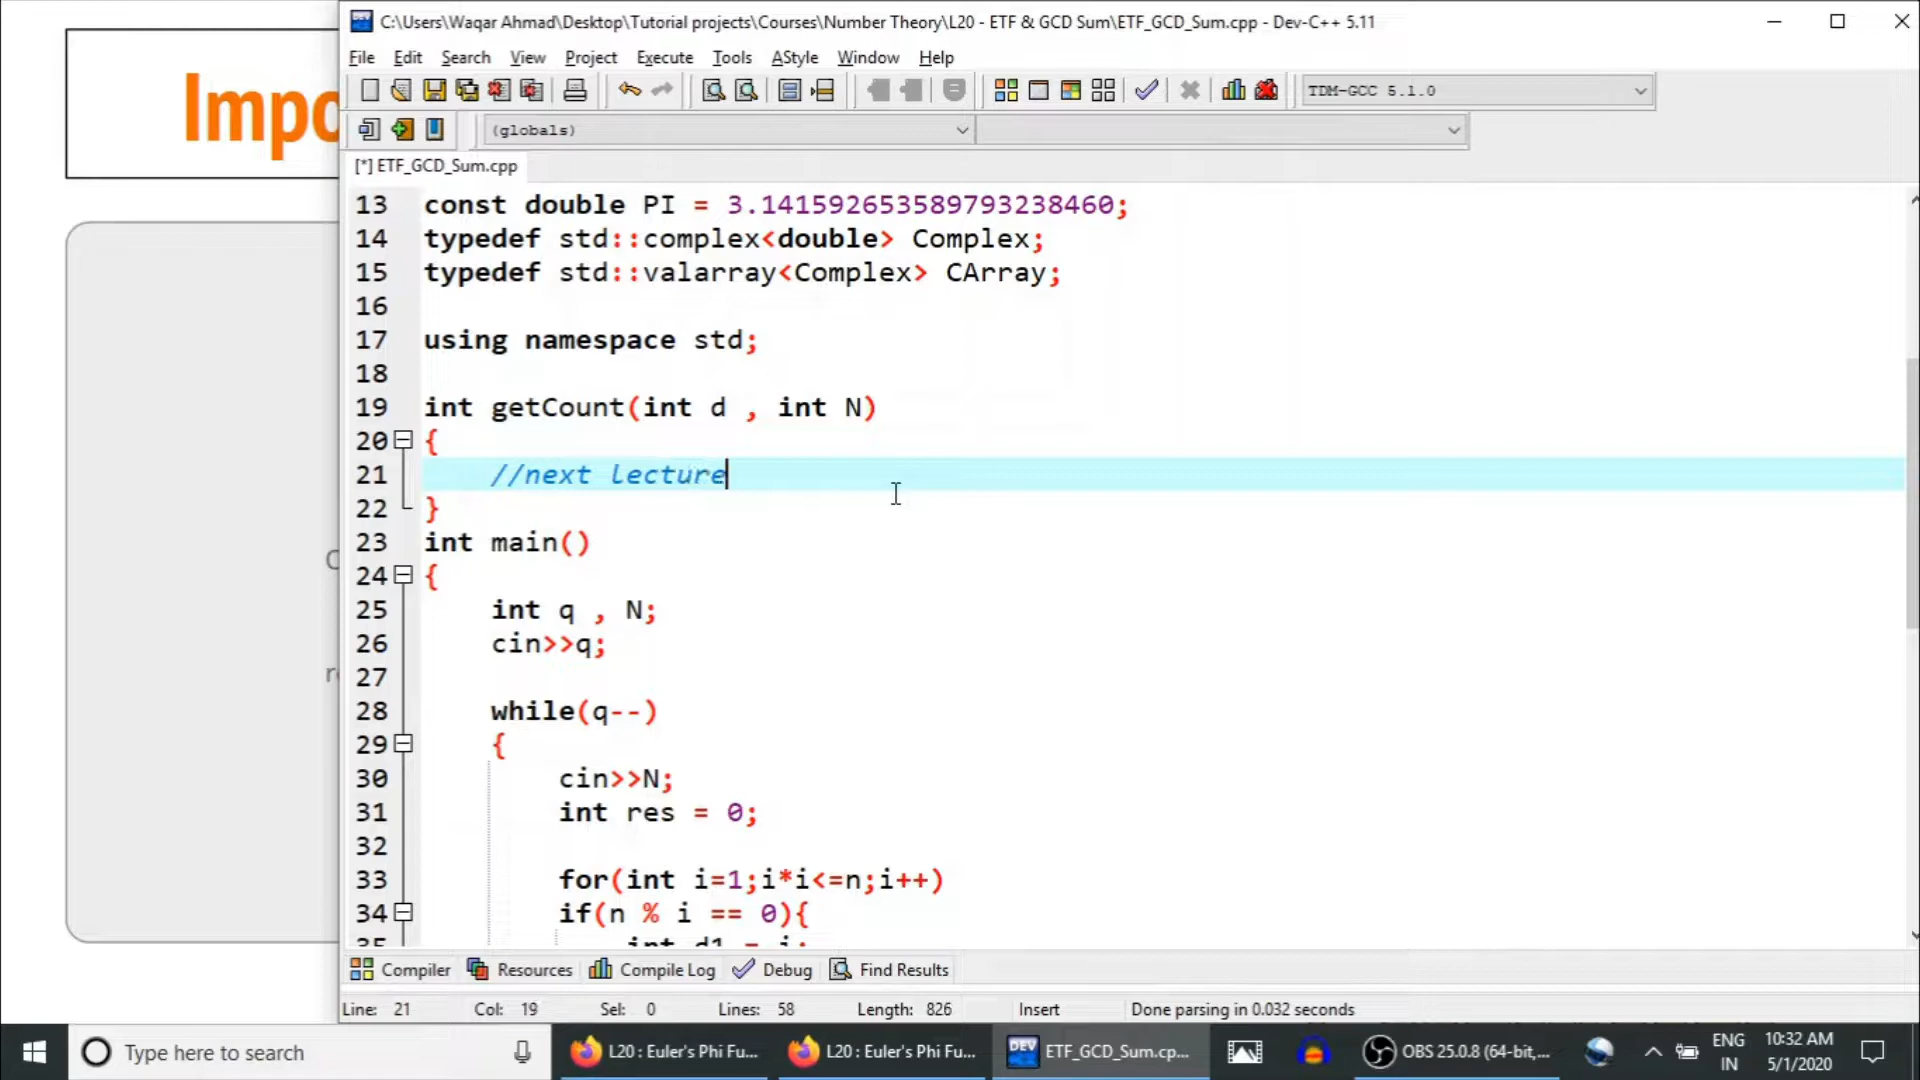 C:\Users\Waqar Ahmad\Desktop\Tutorial projects\Courses\Number Theory\L20 - ETF & GCD Sum\ETF_GCD_Sum.cpp - Dev-C++ 5.11
File Edit Search View Project Execute Tools AStyle Window Help
TDM-GCC 5.1.0
(globals)
Impo
[*] ETF_GCD_Sum.cpp
13 const double PI = 3.141592653589793238460;
14 typedef std::complex<double> Complex;
15 typedef std::valarray<Complex> CArray;
16
17 using namespace std;
18
19 int getCount(int d , int N)
20 {
21 //next lecture
22 }
23 int main()
24 {
25 int q , N;
26 cin>>q;
27
28 while(q--)
29 {
30 cin>>N;
31 int res = 0;
32
33 for(int i=1;i*i<=n;i++)
34 if(n % i == 0){
35 int d1 = i;
Compiler Resources Compile Log Debug Find Results
Line: 21 Col: 19 Sel: 0 Lines: 58 Length: 826 Insert Done parsing in 0.032 seconds
Type here to search
L20 : Euler's Phi Fu...
L20 : Euler's Phi Fu...
DEV ETF_GCD_Sum.cp...
OBS 25.0.8 (64-bit,...
ENG
IN
10:32 AM
5/1/2020